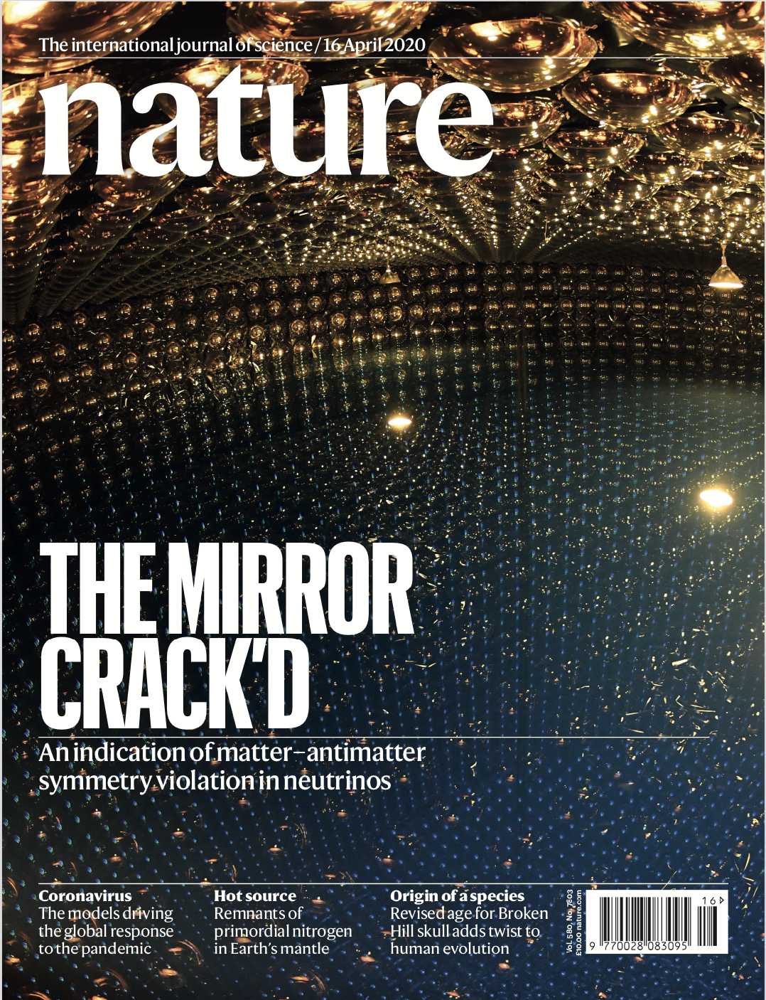 The international journal of science / 16 April 2020
nature
THE MIRROR
CRACK'D
An indication of matter–antimatter
symmetry violation in neutrinos
Coronavirus
The models driving
the global response
to the pandemic
Hot source
Remnants of
primordial nitrogen
in Earth’s mantle
Origin of a species
Revised age for Broken
Hill skull adds twist to
human evolution
Vol. 580, No. 7803
£10.00 nature.com
16
9 770028 083095